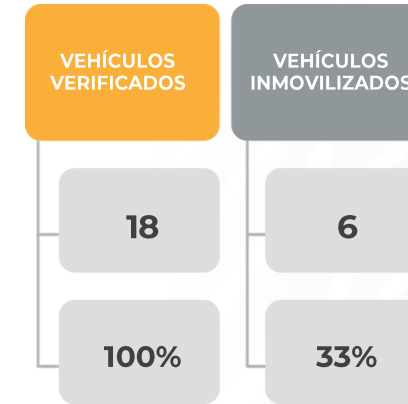 VEHÍCULOS
VERIFICADOS
18
100%
VEHÍCULOS
INMOVILIZADOS
6
33%